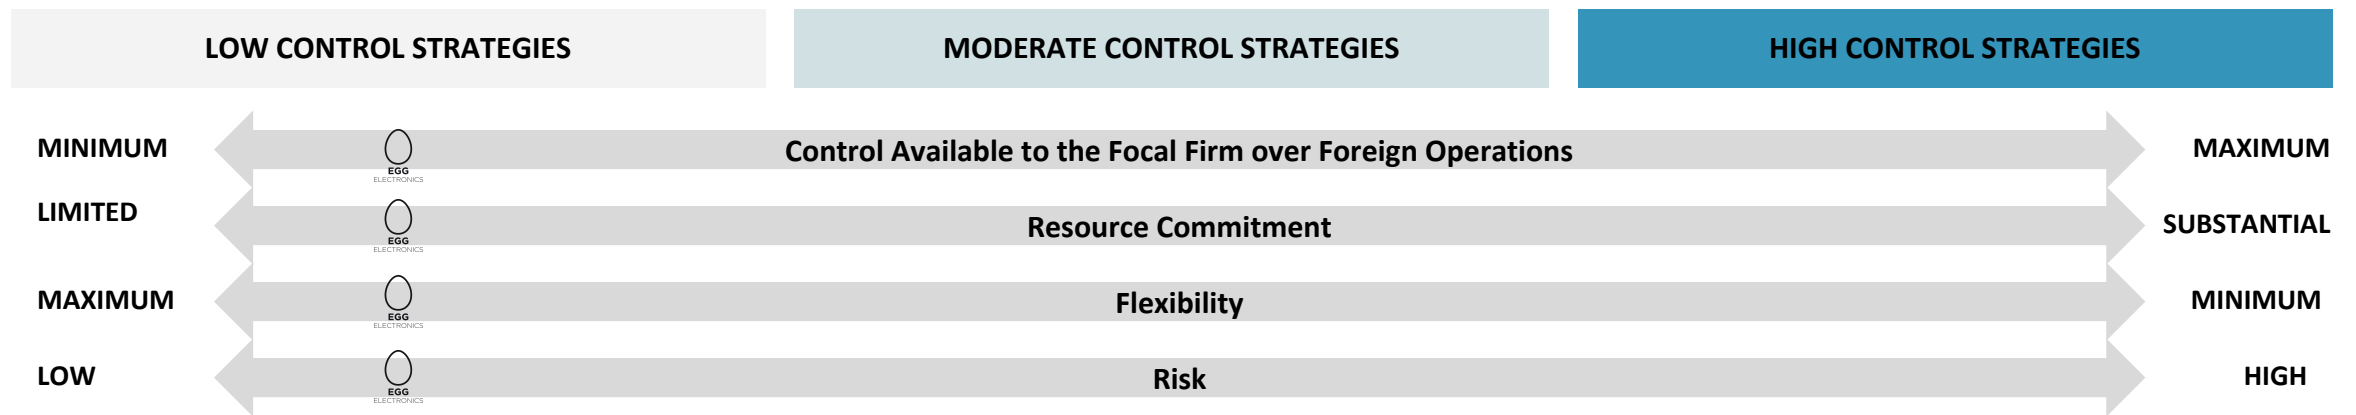 LOW CONTROL STRATEGIES
MODERATE CONTROL STRATEGIES
HIGH CONTROL STRATEGIES
MINIMUM
EGG
ELECTRONICS
Control Available to the Focal Firm over Foreign Operations
MAXIMUM
LIMITED
EGG
ELECTRONICS
Resource Commitment
SUBSTANTIAL
MAXIMUM
EGG
ELECTRONICS
Flexibility
MINIMUM
LOW
EGG
ELECTRONICS
Risk
HIGH